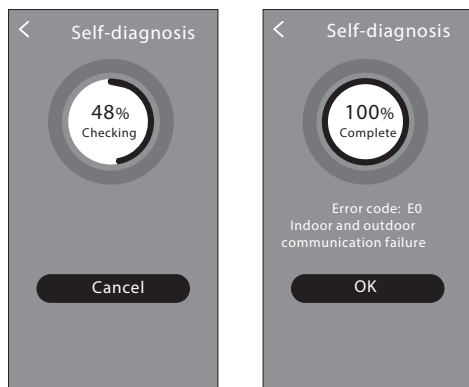 Self-diagnosis
48%
Checking
Cancel
Self-diagnosis
100%
Complete
Error code: E0
Indoor and outdoor
communication failure
OK